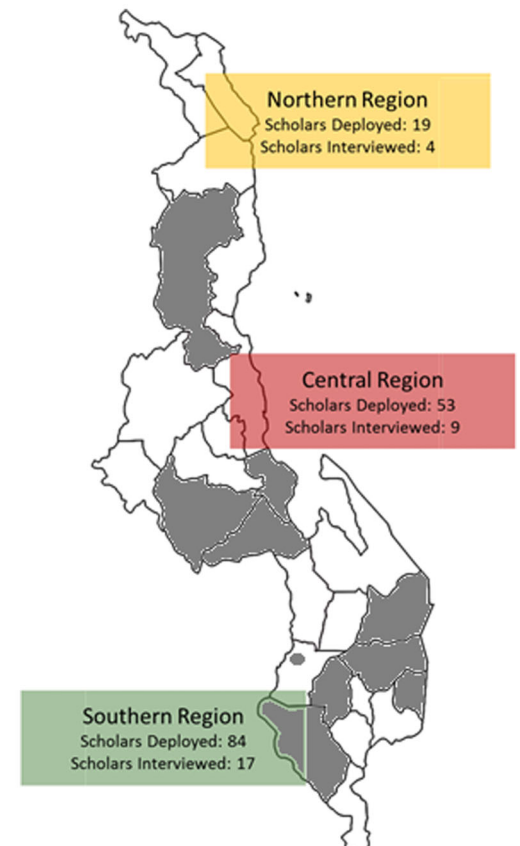 Northern Region
Scholars Deployed: 19
Scholars Interviewed: 4
Central Region
Scholars Deployed: 53
Scholars Interviewed: 9
Southern Region
Scholars Deployed: 84
Scholars Interviewed: 17